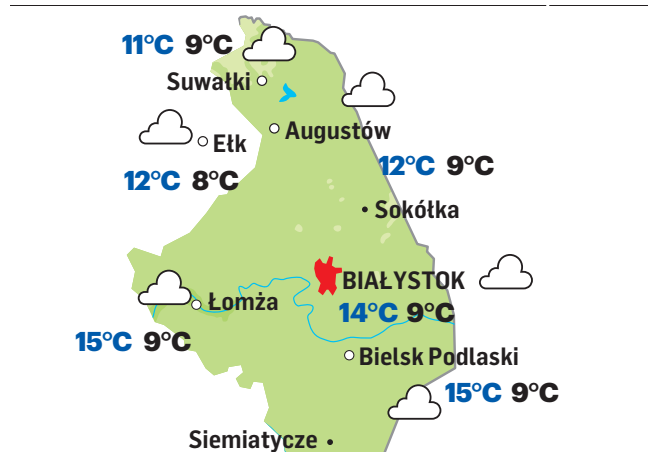 11°C 9°C
Suwałki
Augustów
Ełk
12°C 8°C
12°C 9°C
Sokółka
BIAŁYSTOK
Łomża
14°C 9°C
15°C 9°C
Bielsk Podlaski
15°C 9°C
Siemiatycze